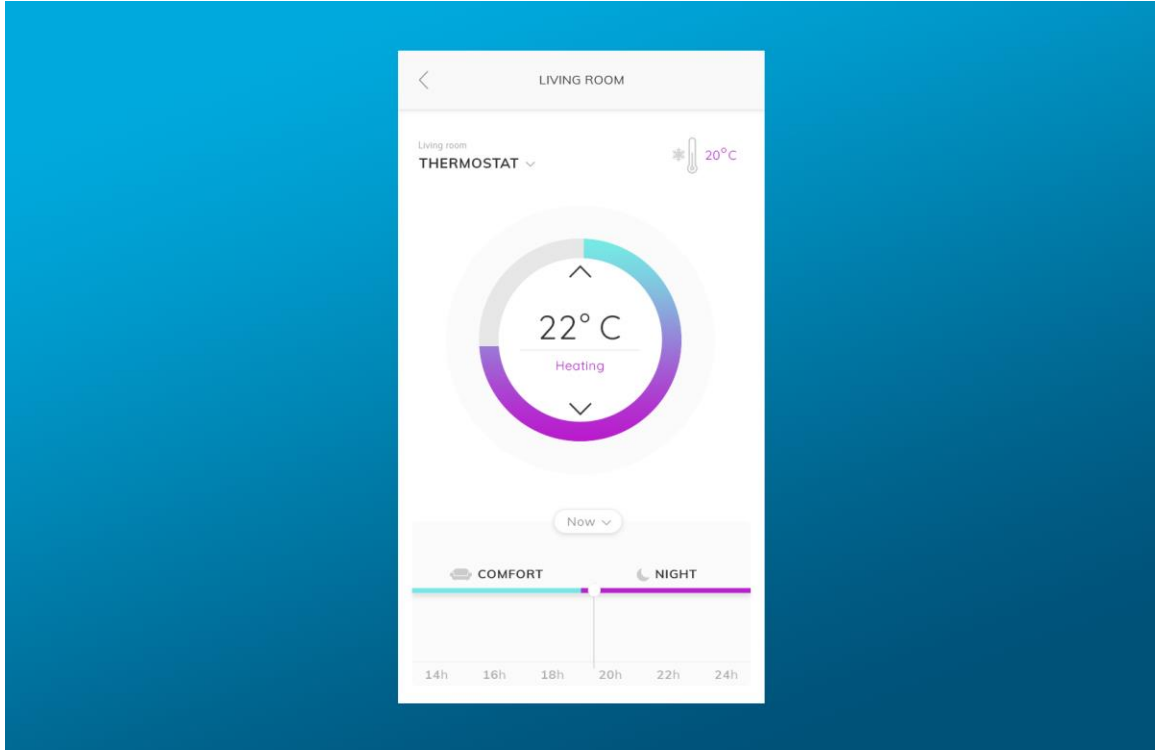 LIVING ROOM
Living room
THERMOSTAT
20°C
22° C
Heating
Now
COMFORT NIGHT
14h 16h 18h 20h 22h 24h